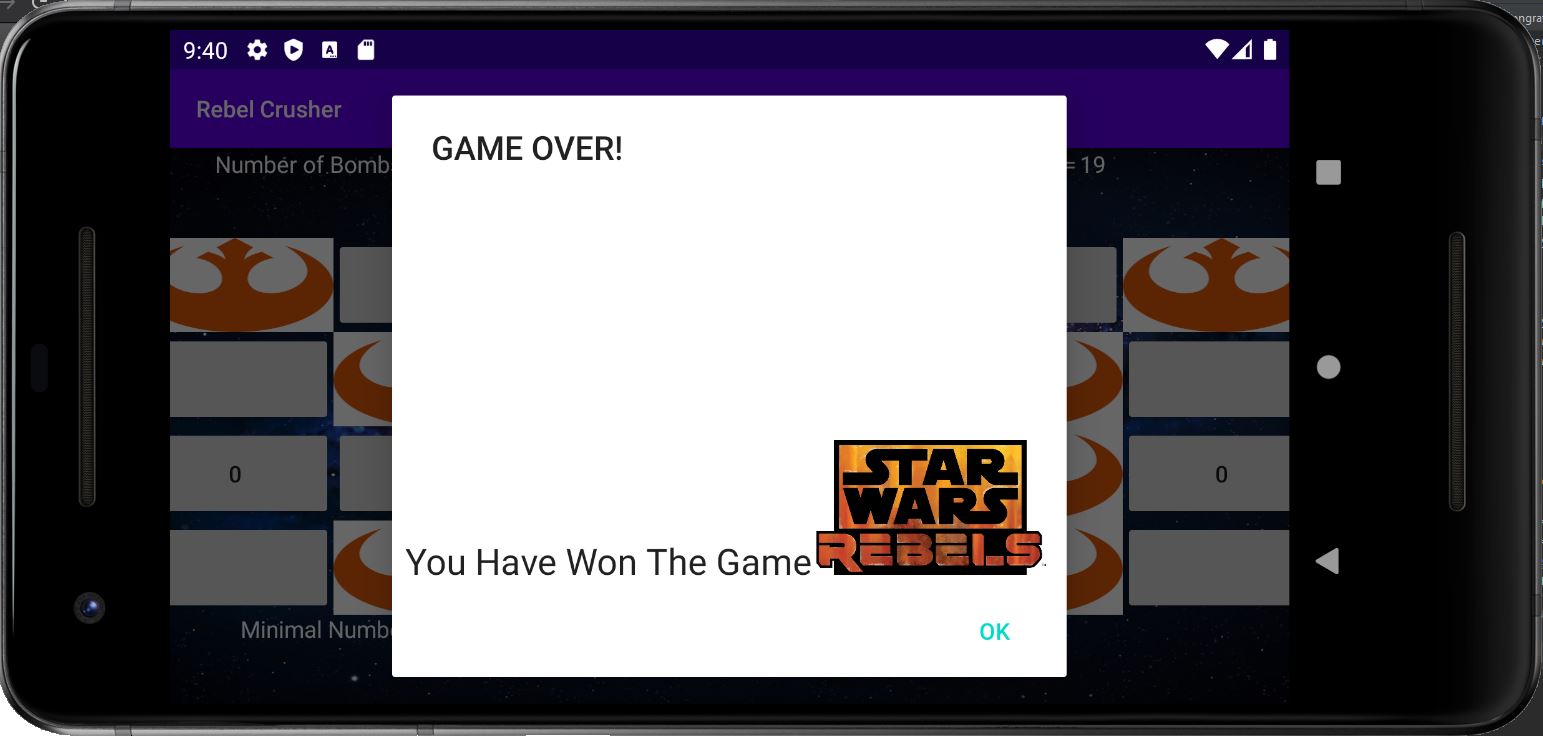 9:40
Rebel Crusher
GAME OVER!
Number of Bomb
= 19
0
0
STAR
WARS
REBELS
You Have Won The Game
OK
Minimal Numbe